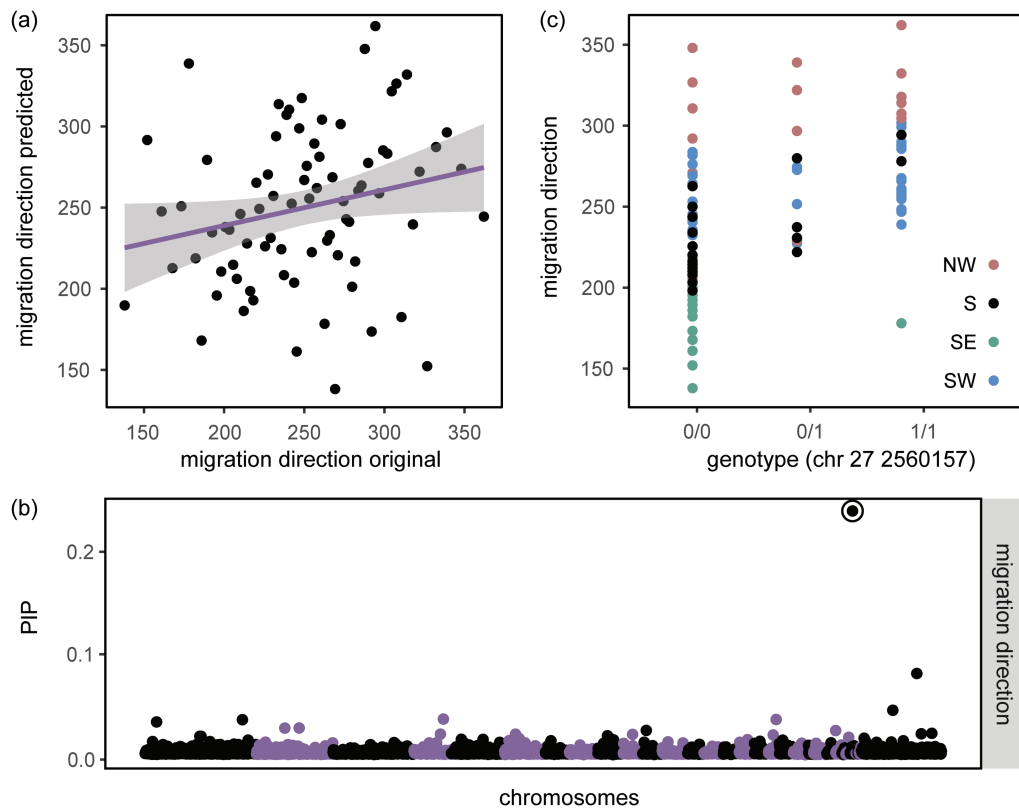 (a)
migration direction predicted
350
300
250
200
150
150
200
250
300
350
migration direction original
(c)
migration direction
350
300
250
200
150
NW
S
SE
SW
0/0
0/1
1/1
genotype (chr 27 2560157)
(b)
PIP
0.2
0.1
0.0
migration direction
chromosomes